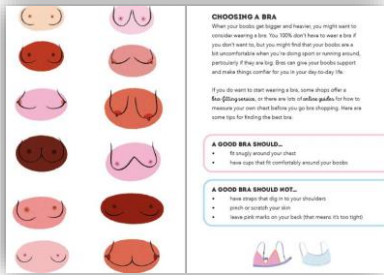 CHOOSING A BRA
When your boobs get bigger and heavier, you might want to
consider wearing a bra. You 100% don't have to wear a bra if
you don't want to, but you might find that your boobs are a
bit uncomfortable when you're doing sport or running around,
particularly if they are big. Bras can give your boobs support
and make things comfier for you in your day-to-day life.
If you do want to start wearing a bra, some shops offer a
bra-fitting service, or there are lots of online guides for how to
measure your own chest before you go bra shopping. Here are
some tips for finding the best bra.
A GOOD BRA SHOULD...
• fit snugly around your chest
• have cups that fit comfortably around your boobs
A GOOD BRA SHOULD NOT...
• have straps that dig in to your shoulders
• pinch or scratch your skin
• leave pink marks on your back (that means it's too tight)